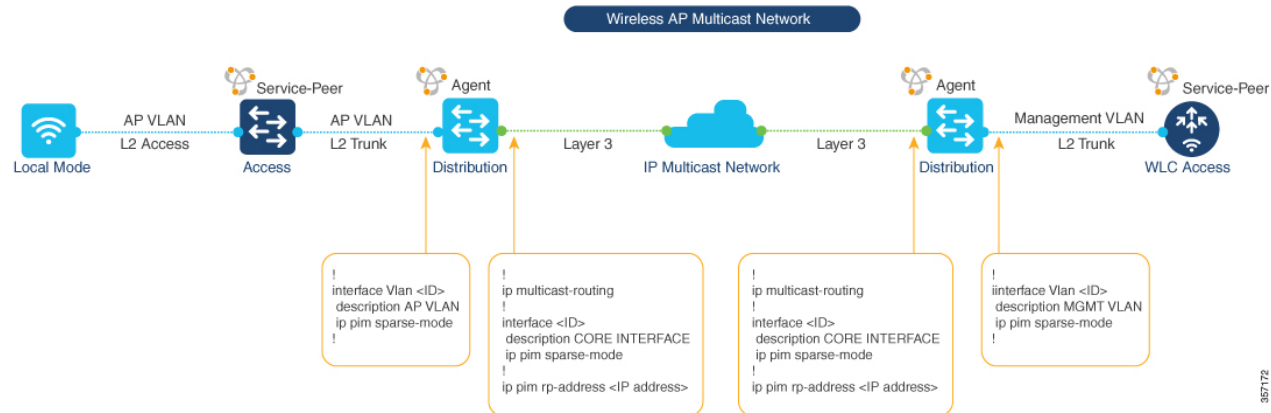 Wireless AP Multicast Network
Service-Peer
Agent
Agent
Service-Peer
AP VLAN
L2 Access
AP VLAN
L2 Trunk
Layer 3
Layer 3
Management VLAN
L2 Trunk
Local Mode
Access
Distribution
IP Multicast Network
Distribution
WLC Access
!
interface Vlan <ID>
description AP VLAN
ip pim sparse-mode
!
!
ip multicast-routing
!
interface <ID>
description CORE INTERFACE
ip pim sparse-mode
!
ip pim rp-address <IP address>
!
ip multicast-routing
!
interface <ID>
description CORE INTERFACE
ip pim sparse-mode
!
ip pim rp-address <IP address>
!
iinterface Vlan <ID>
description MGMT VLAN
ip pim sparse-mode
!
357172